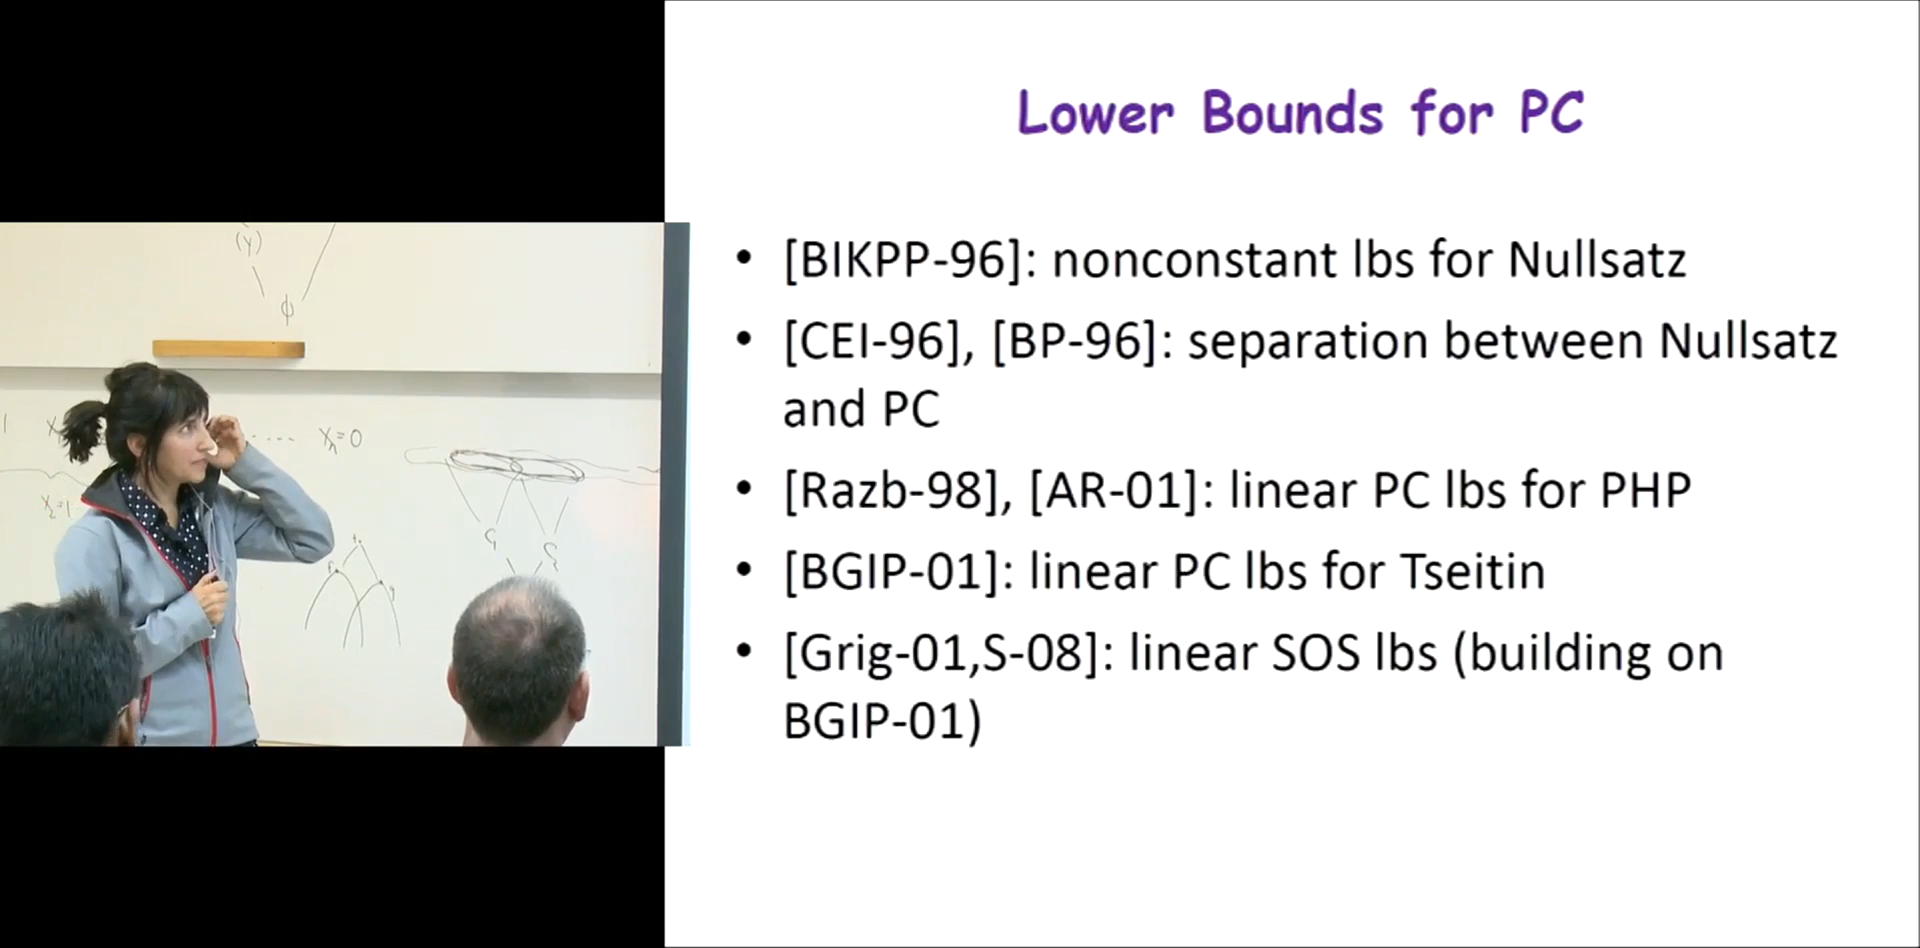 Lower Bounds for PC
• [BIKPP-96]: nonconstant lbs for Nullsatz
• [CEI-96], [BP-96]: separation between Nullsatz
and PC
• [Razb-98], [AR-01]: linear PC lbs for PHP
• [BGIP-01]: linear PC lbs for Tseitin
• [Grig-01,S-08]: linear SOS lbs (building on
BGIP-01)
(y)
ϕ